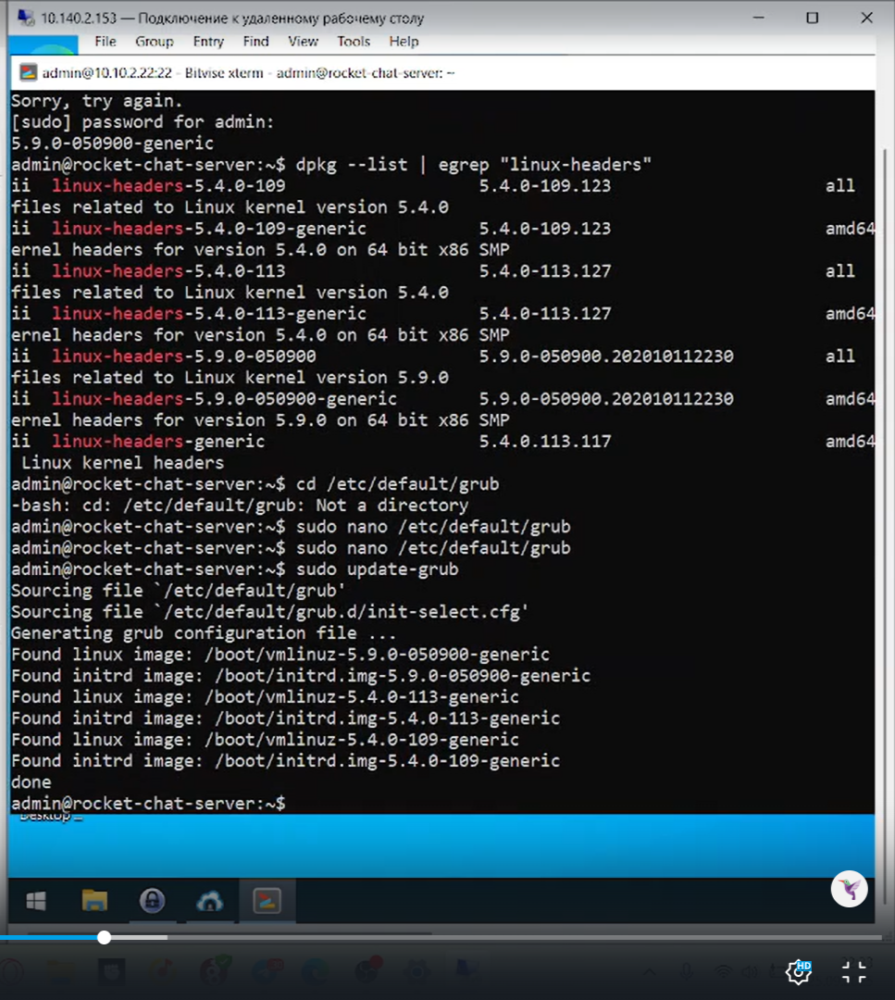 10.140.2.153 — Подключение к удаленному рабочему столу
File Group Entry Find View Tools Help
admin@10.10.2.22:22 - Bitvise xterm - admin@rocket-chat-server: ~
Sorry, try again.
[sudo] password for admin:
5.9.0-050900-generic
admin@rocket-chat-server:~$ dpkg --list | egrep "linux-headers"
ii linux-headers-5.4.0-109 5.4.0-109.123 all
files related to Linux kernel version 5.4.0
ii linux-headers-5.4.0-109-generic 5.4.0-109.123 amd64
ernel headers for version 5.4.0 on 64 bit x86 SMP
ii linux-headers-5.4.0-113 5.4.0-113.127 all
files related to Linux kernel version 5.4.0
ii linux-headers-5.4.0-113-generic 5.4.0-113.127 amd64
ernel headers for version 5.4.0 on 64 bit x86 SMP
ii linux-headers-5.9.0-050900 5.9.0-050900.202010112230 all
files related to Linux kernel version 5.9.0
ii linux-headers-5.9.0-050900-generic 5.9.0-050900.202010112230 amd64
ernel headers for version 5.9.0 on 64 bit x86 SMP
ii linux-headers-generic 5.4.0.113.117 amd64
Linux kernel headers
admin@rocket-chat-server:~$ cd /etc/default/grub
-bash: cd: /etc/default/grub: Not a directory
admin@rocket-chat-server:~$ sudo nano /etc/default/grub
admin@rocket-chat-server:~$ sudo nano /etc/default/grub
admin@rocket-chat-server:~$ sudo update-grub
Sourcing file `/etc/default/grub'
Sourcing file `/etc/default/grub.d/init-select.cfg'
Generating grub configuration file ...
Found linux image: /boot/vmlinuz-5.9.0-050900-generic
Found initrd image: /boot/initrd.img-5.9.0-050900-generic
Found linux image: /boot/vmlinuz-5.4.0-113-generic
Found initrd image: /boot/initrd.img-5.4.0-113-generic
Found linux image: /boot/vmlinuz-5.4.0-109-generic
Found initrd image: /boot/initrd.img-5.4.0-109-generic
done
admin@rocket-chat-server:~$
Desktop ...
HD